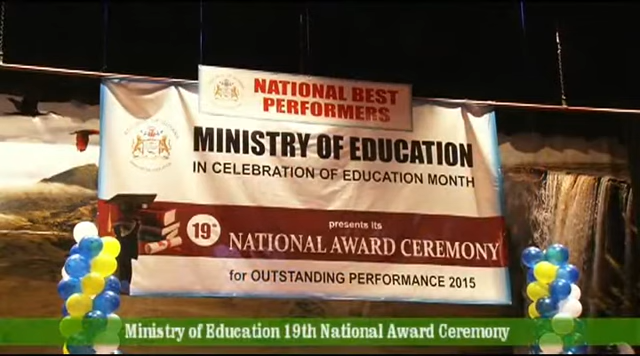 NATIONAL BEST
PERFORMERS
MINISTRY OF EDUCATION
IN CELEBRATION OF EDUCATION MONTH
19th
presents its
NATIONAL AWARD CEREMONY
for OUTSTANDING PERFORMANCE 2015
Ministry of Education 19th National Award Ceremony